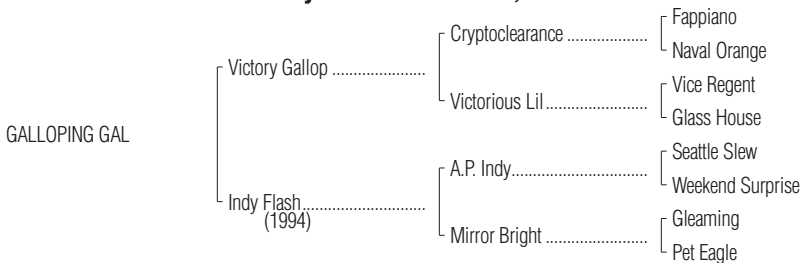 Fappiano
Cryptoclearance ...................
Naval Orange
Victory Gallop ......................
Vice Regent
Victorious Lil........................
Glass House
GALLOPING GAL
Seattle Slew
A.P. Indy................................
Weekend Surprise
Indy Flash.............................
(1994)
Gleaming
Mirror Bright ........................
Pet Eagle